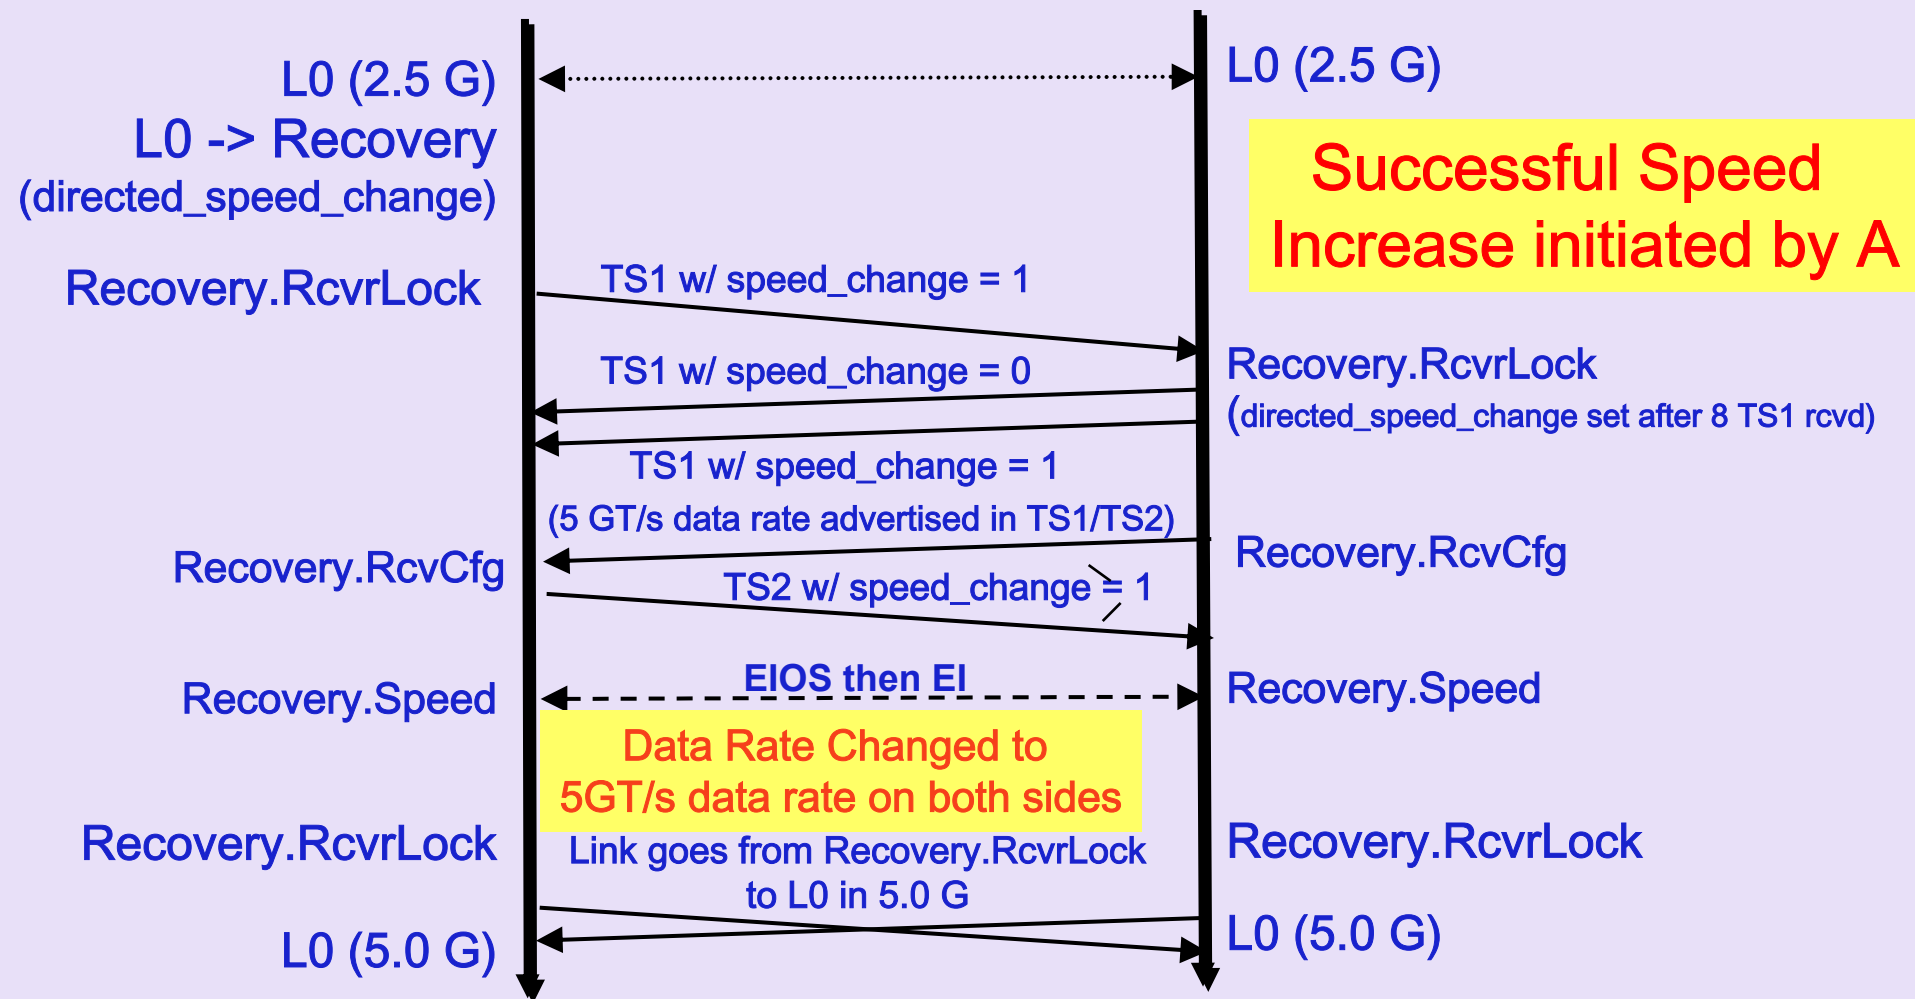 L0 (2.5 G)
L0 (2.5 G)
L0 -> Recovery
(directed_speed_change)
Successful Speed
Increase initiated by A
Recovery.RcvrLock
TS1 w/ speed_change = 1
TS1 w/ speed_change = 0
Recovery.RcvrLock
(directed_speed_change set after 8 TS1 rcvd)
TS1 w/ speed_change = 1
(5 GT/s data rate advertised in TS1/TS2)
Recovery.RcvCfg
Recovery.RcvCfg
TS2 w/ speed_change = 1
EIOS then EI
Recovery.Speed
Recovery.Speed
Data Rate Changed to
5GT/s data rate on both sides
Recovery.RcvrLock
Link goes from Recovery.RcvrLock
to L0 in 5.0 G
Recovery.RcvrLock
L0 (5.0 G)
L0 (5.0 G)